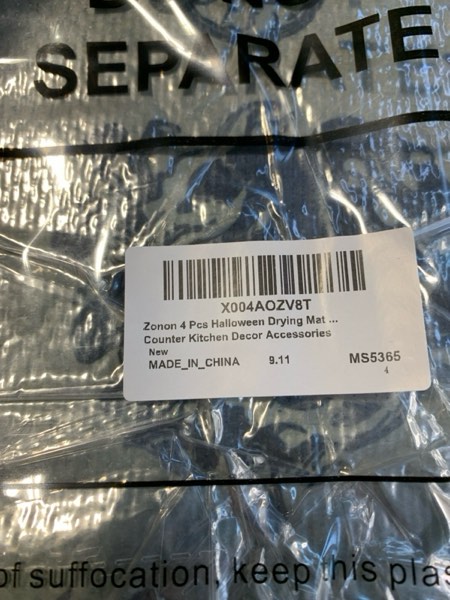 SEPARATE
X004AOZV8T
Zonon 4 Pcs Halloween Drying Mat ...
Counter Kitchen Decor Accessories
New
MADE_IN_CHINA 9.11 MS5365
4
of suffocation, keep this plas